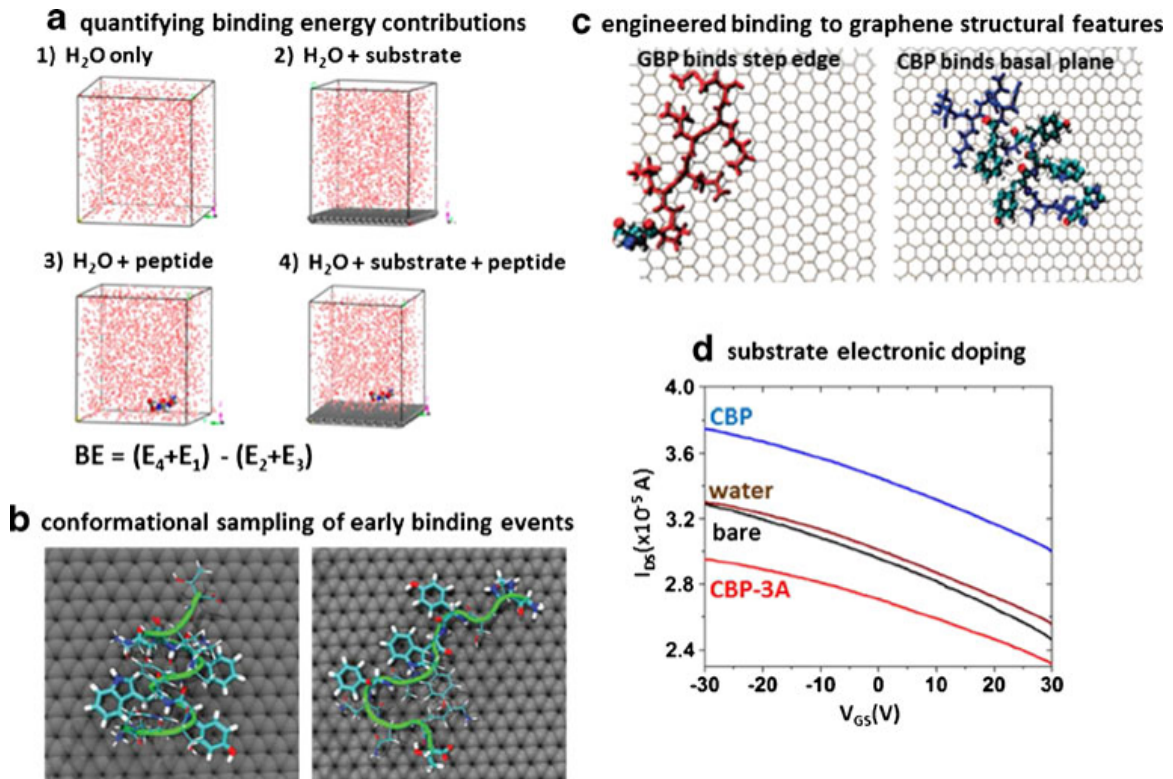 a quantifying binding energy contributions
1) H₂O only
2) H₂O + substrate
3) H₂O + peptide
4) H₂O + substrate + peptide
BE = (E₄+E₁) - (E₂+E₃)
b conformational sampling of early binding events
c engineered binding to graphene structural features
GBP binds step edge
CBP binds basal plane
d substrate electronic doping
4.0
3.6
3.2
2.8
2.4
I_DS(x10⁻⁵ A)
CBP
water
bare
CBP-3A
-30 -20 -10 0 10 20 30
V_GS(V)